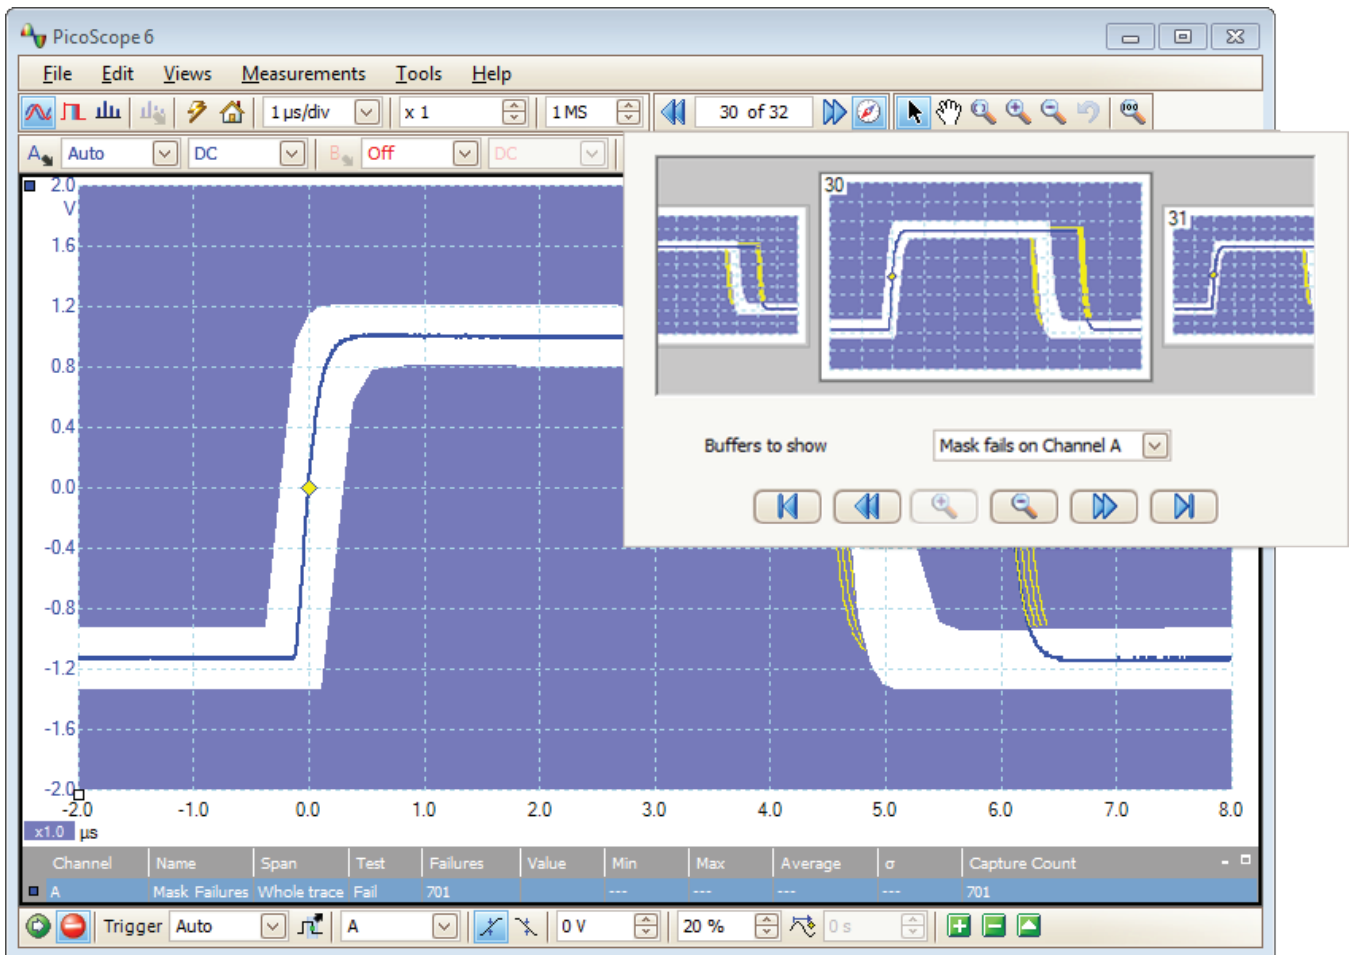 PicoScope 6
File Edit Views Measurements Tools Help
1 µs/div x 1 1 MS 30 of 32
A Auto DC B Off DC
2.0
V
1.6
1.2
0.8
0.4
0.0
-0.4
-0.8
-1.2
-1.6
-2.0
-2.0 -1.0 0.0 1.0 2.0 3.0 4.0 5.0 6.0 7.0 8.0
x1.0 µs
30
31
Buffers to show Mask fails on Channel A
Channel Name Span Test Failures Value Min Max Average σ Capture Count
A Mask Failures Whole trace Fail 701 --- --- --- --- 701
Trigger Auto A 0 V 20 % 0 s